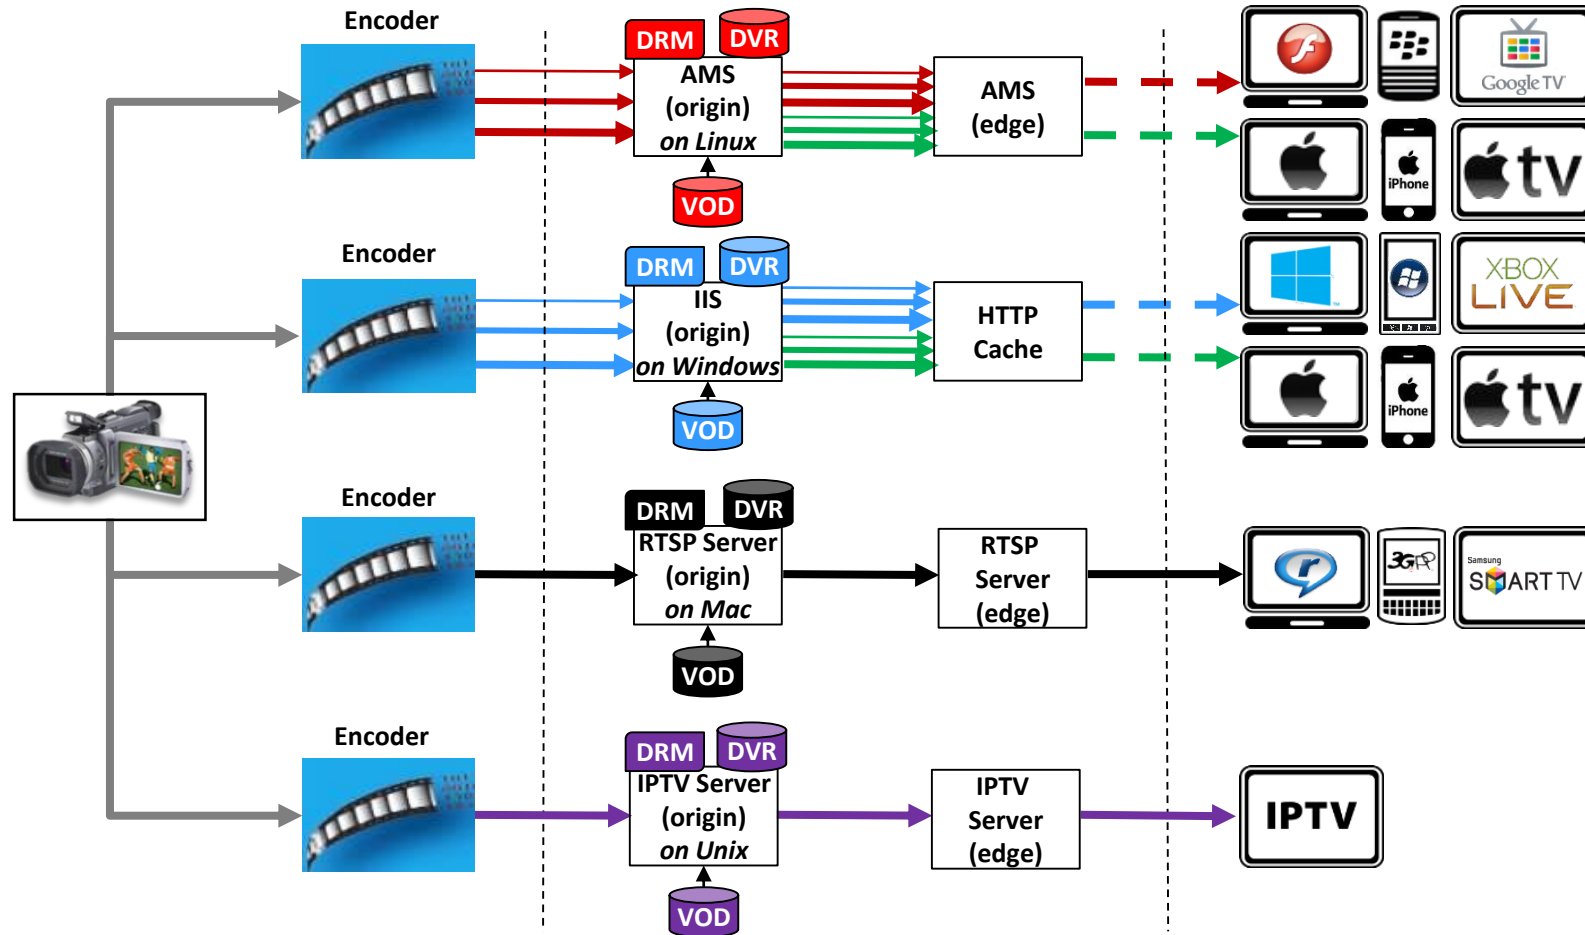 Encoder
DRM
DVR
AMS
(origin)
on Linux
VOD
AMS
(edge)
Google TV
iPhone
tv
Encoder
DRM
DVR
IIS
(origin)
on Windows
VOD
HTTP
Cache
XBOX
LIVE
iPhone
tv
Encoder
DRM
DVR
RTSP Server
(origin)
on Mac
VOD
RTSP
Server
(edge)
r
3GPP
Samsung
SMART TV
Encoder
DRM
DVR
IPTV Server
(origin)
on Unix
VOD
IPTV
Server
(edge)
IPTV